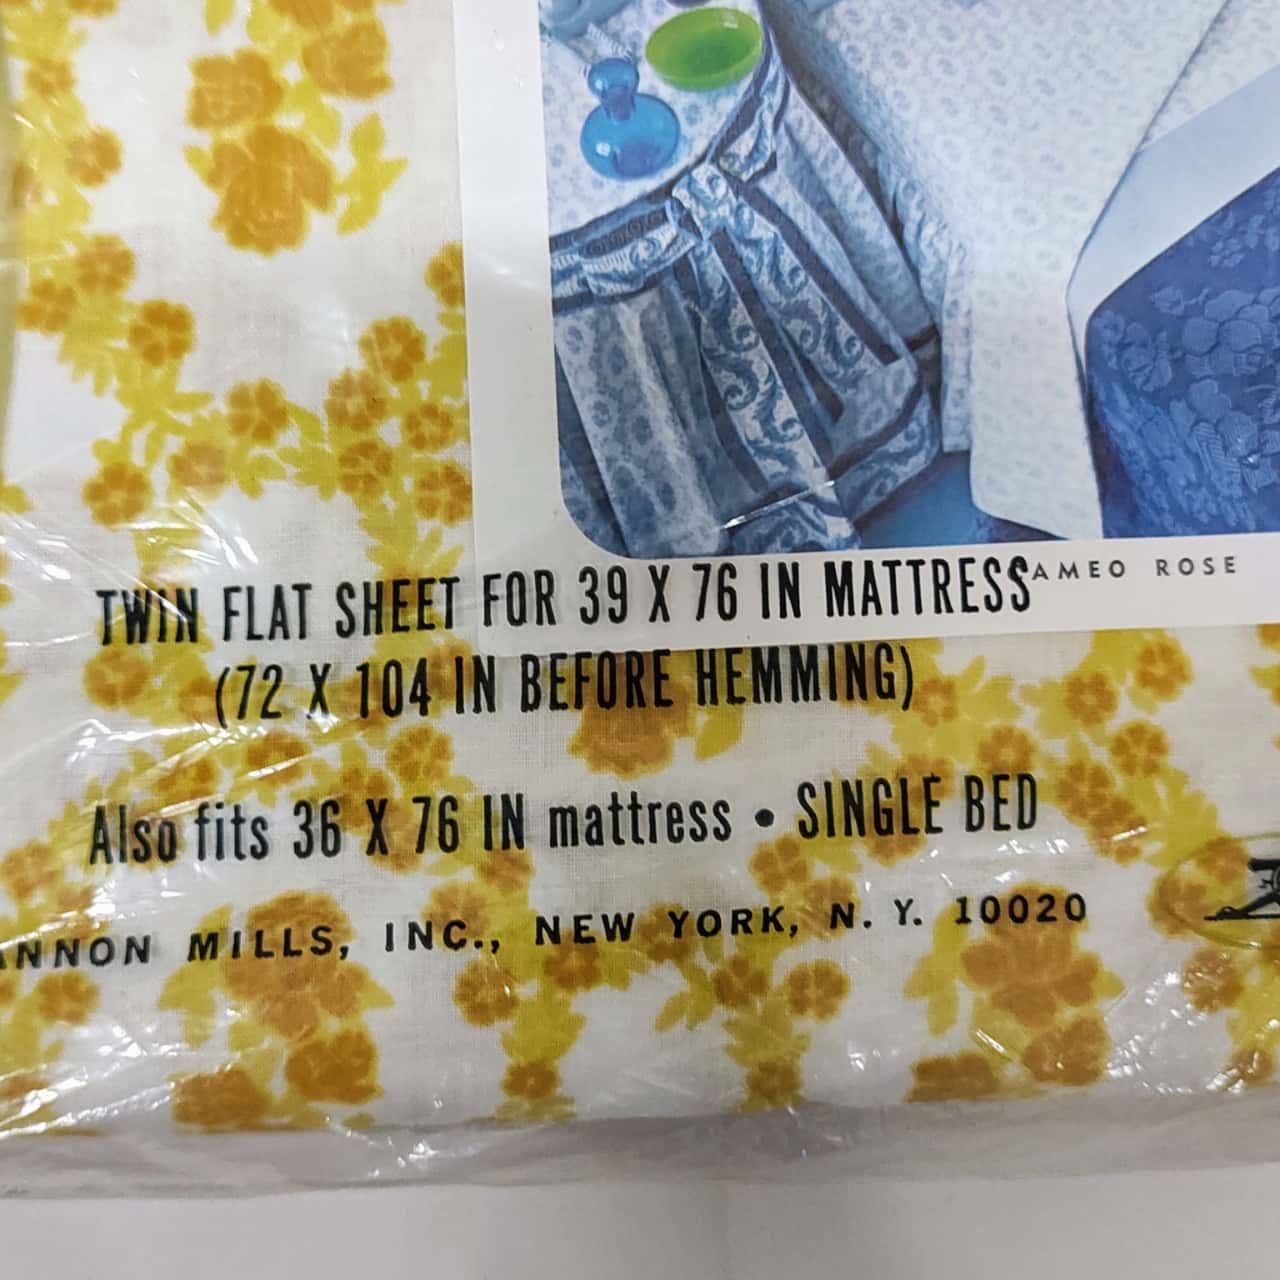 AMEO ROSE
TWIN FLAT SHEET FOR 39 X 76 IN MATTRESS
(72 X 104 IN BEFORE HEMMING)
Also fits 36 X 76 IN mattress • SINGLE BED
ANNON MILLS, INC., NEW YORK, N. Y. 10020